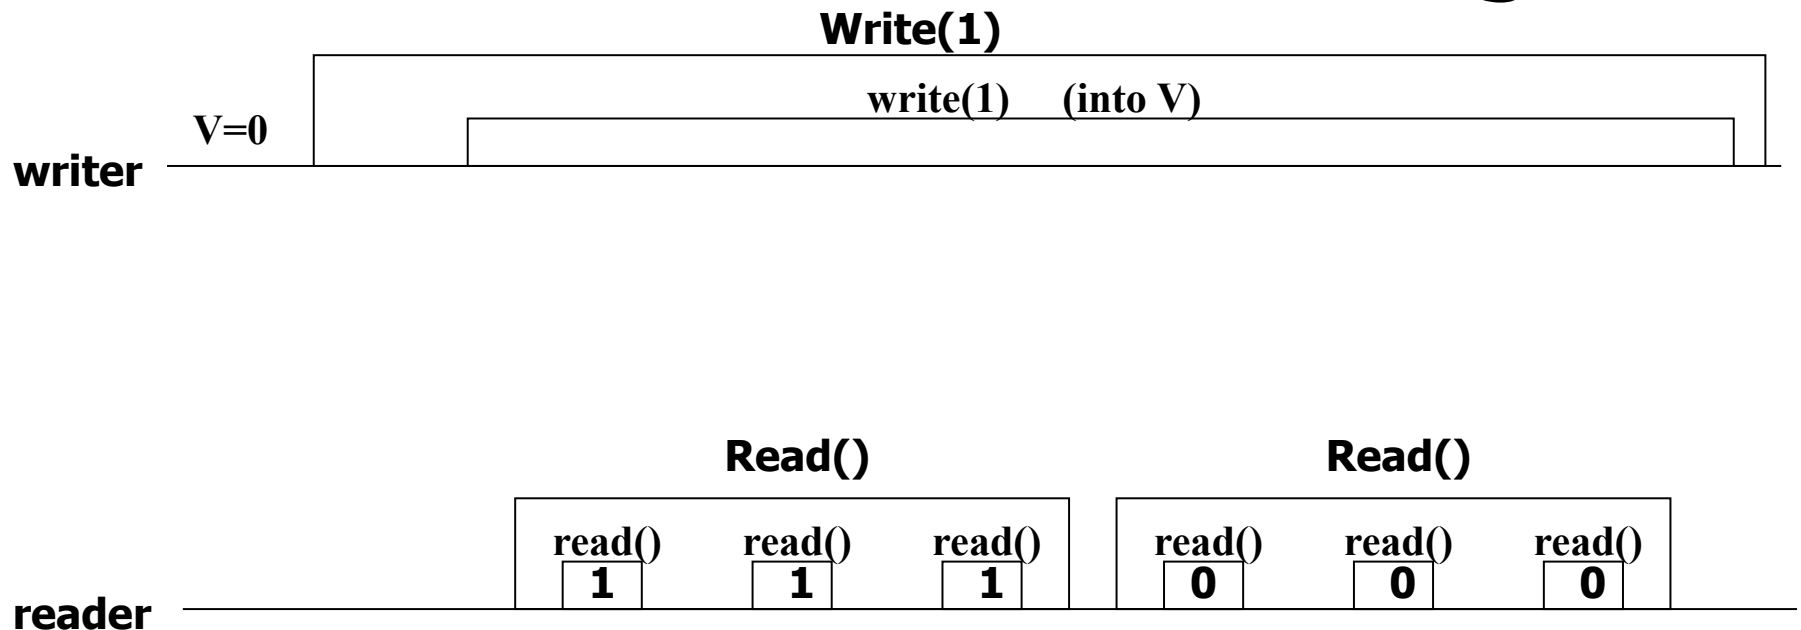 Write(1)
write(1) (into V)
V=0
writer
Read() Read()
read() read() read() read() read() read()
1 1 1 0 0 0
reader